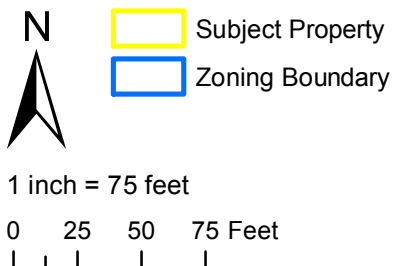 N
Subject Property
Zoning Boundary
1 inch = 75 feet
0 25 50 75 Feet